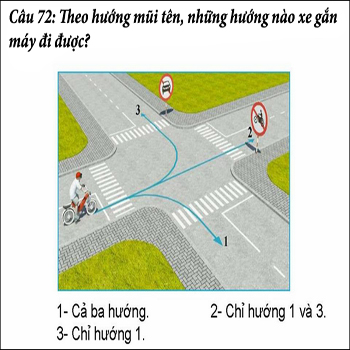 Câu 72: Theo hướng mũi tên, những hướng nào xe gắn
máy đi được?
3
2
1
1- Cả ba hướng.
2- Chỉ hướng 1 và 3.
3- Chỉ hướng 1.